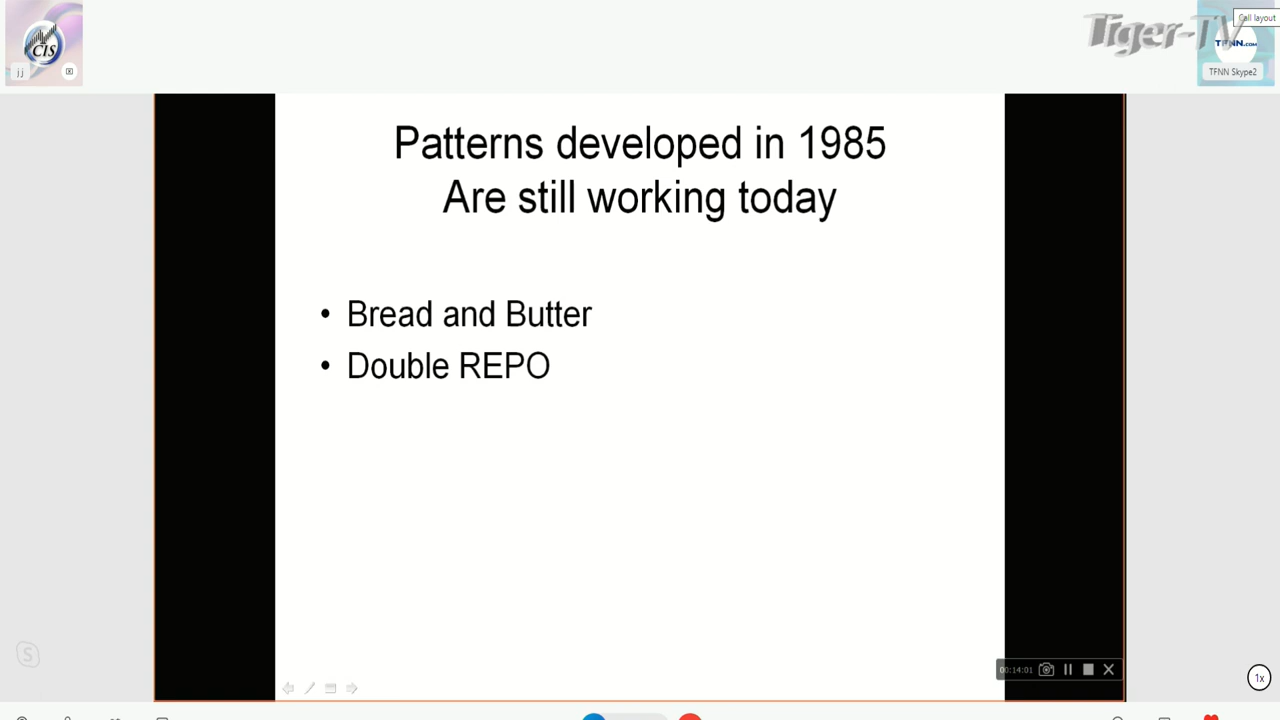 Call layout
Tiger-TV
CIS
TFNN.COM
jj
TFNN Skype2
Patterns developed in 1985
Are still working today
• Bread and Butter
• Double REPO
00:14:01
1x